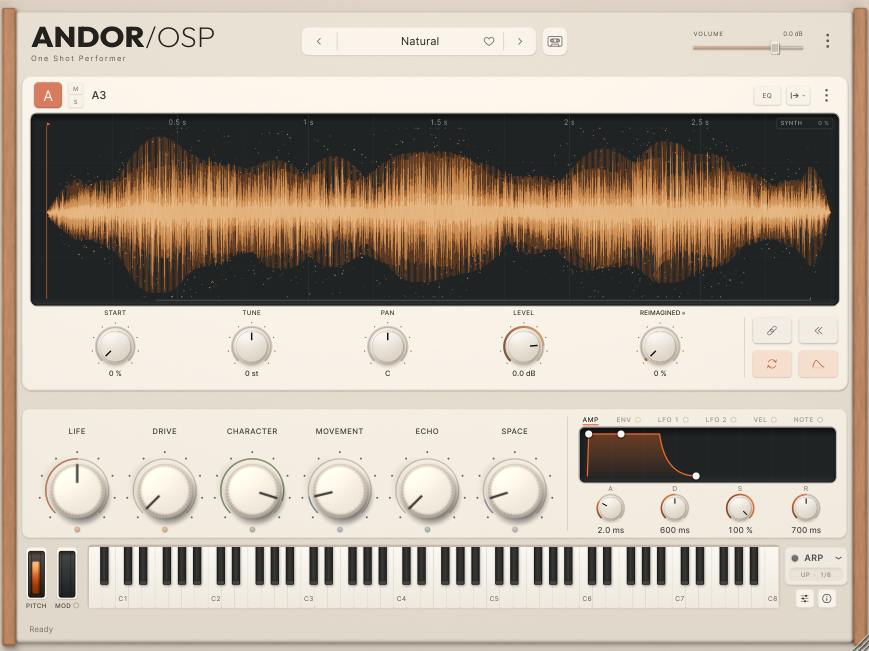 ANDOR/OSP
One Shot Performer
Natural
VOLUME 0.0 dB
A M S A3 EQ
0.5 s 1 s 1.5 s 2 s 2.5 s SYNTH 0 %
START TUNE PAN LEVEL REIMAGINED
0 % 0 st C 0.0 dB 0 %
LIFE DRIVE CHARACTER MOVEMENT ECHO SPACE
AMP ENV LFO 1 LFO 2 VEL NOTE
A D S R
2.0 ms 600 ms 100 % 700 ms
PITCH MOD
C1 C2 C3 C4 C5 C6 C7 C8
ARP
UP · 1/8
Ready